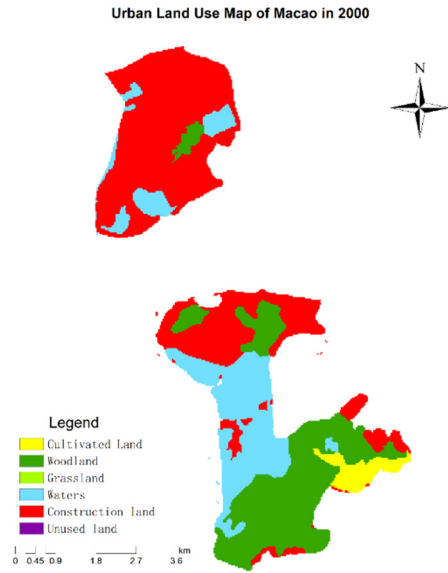 Urban Land Use Map of Macao in 2000
N
Legend
Cultivated Land
Woodland
Grassland
Waters
Construction land
Unused land
km
0 0.45 0.9 1.8 2.7 3.6